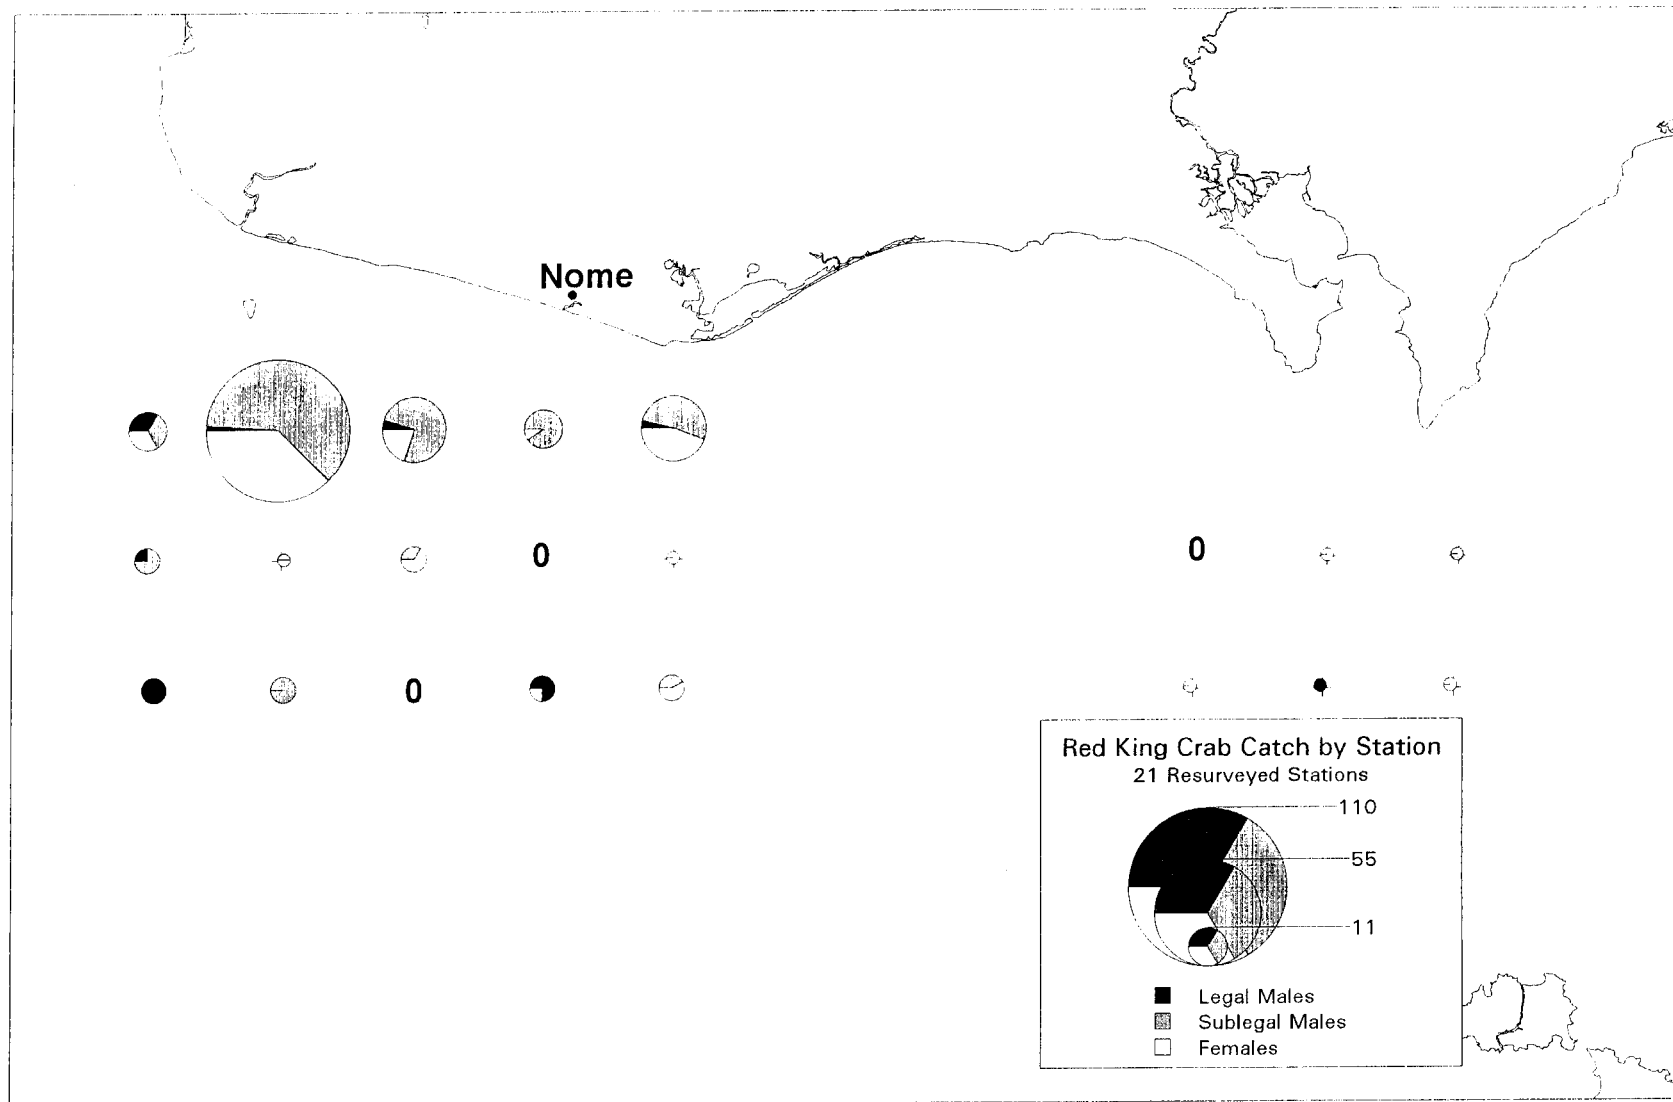 Nome
0
0
0
Red King Crab Catch by Station
21 Resurveyed Stations
110
55
11
Legal Males
Sublegal Males
Females